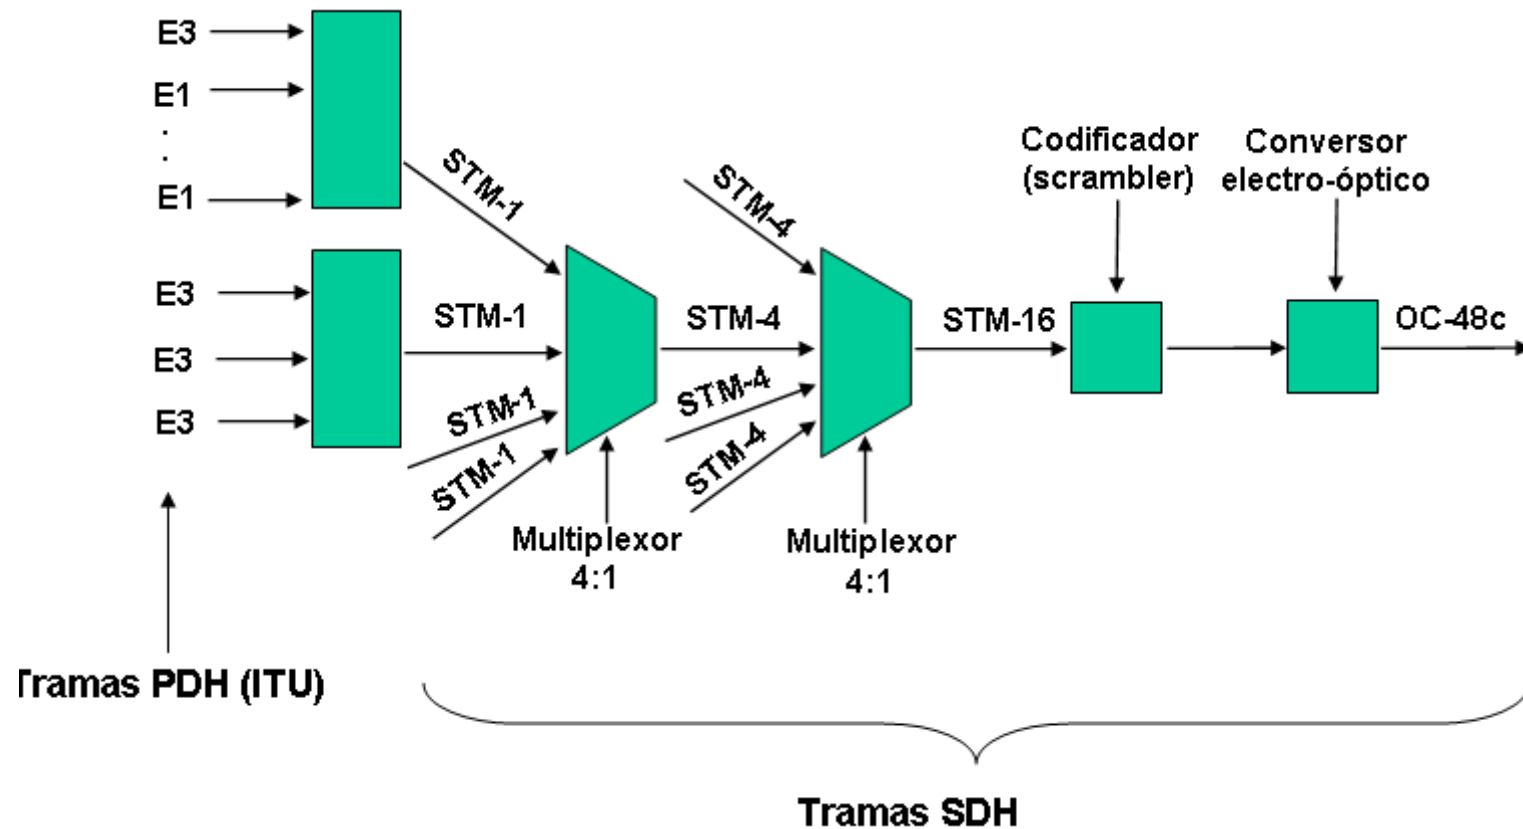 E3
E1
.
.
E1
STM-1
STM-4
Codificador
(scrambler)
Conversor
electro-óptico
E3
E3
E3
STM-1
STM-1
STM-1
STM-4
STM-4
STM-4
STM-16
OC-48c
Multiplexor
4:1
Multiplexor
4:1
Tramas PDH (ITU)
Tramas SDH